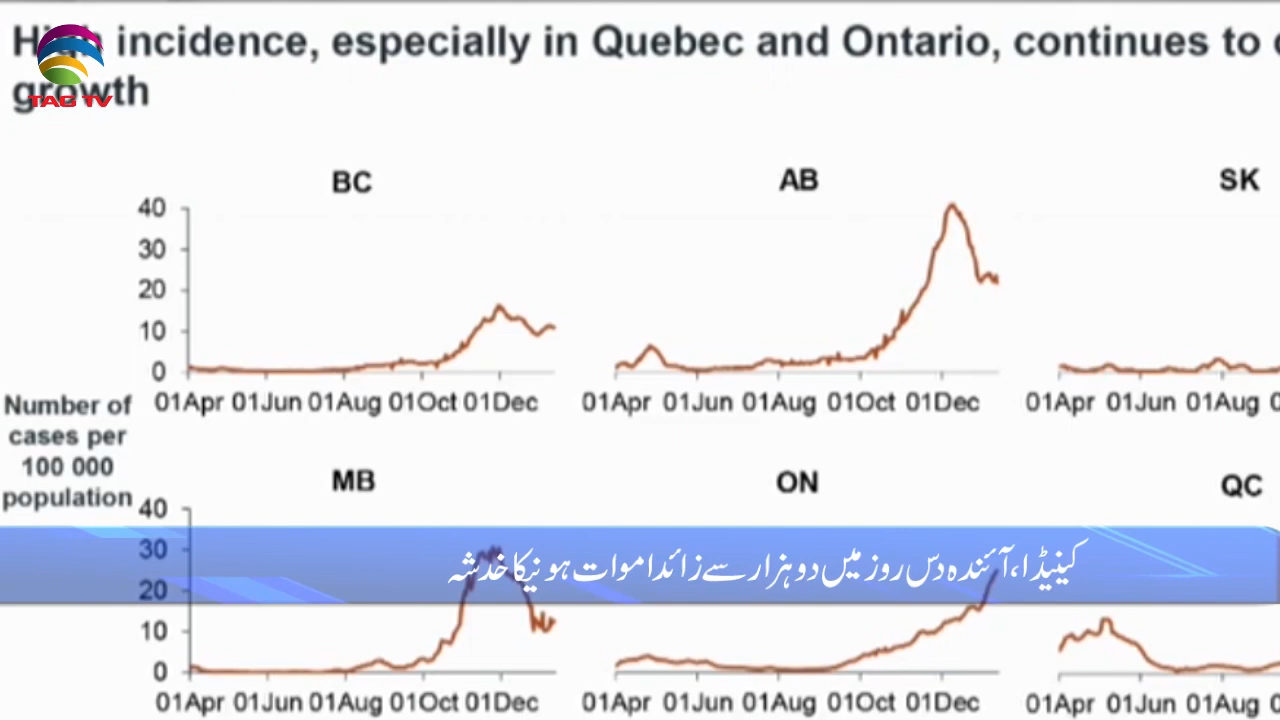 High incidence, especially in Quebec and Ontario, continues to
growth
TAG TV
BC
AB
SK
40
30
20
10
0
01Apr 01Jun 01Aug 01Oct 01Dec
01Apr 01Jun 01Aug 01Oct 01Dec
01Apr 01Jun 01Aug
Number of
cases per
100 000
population
MB
ON
QC
40
30
20
10
0
کینیڈا،آئندہ دس روز میں دو ہزار سے زائد اموات ہونیکا خدشہ
01Apr 01Jun 01Aug 01Oct 01Dec
01Apr 01Jun 01Aug 01Oct 01Dec
01Apr 01Jun 01Aug